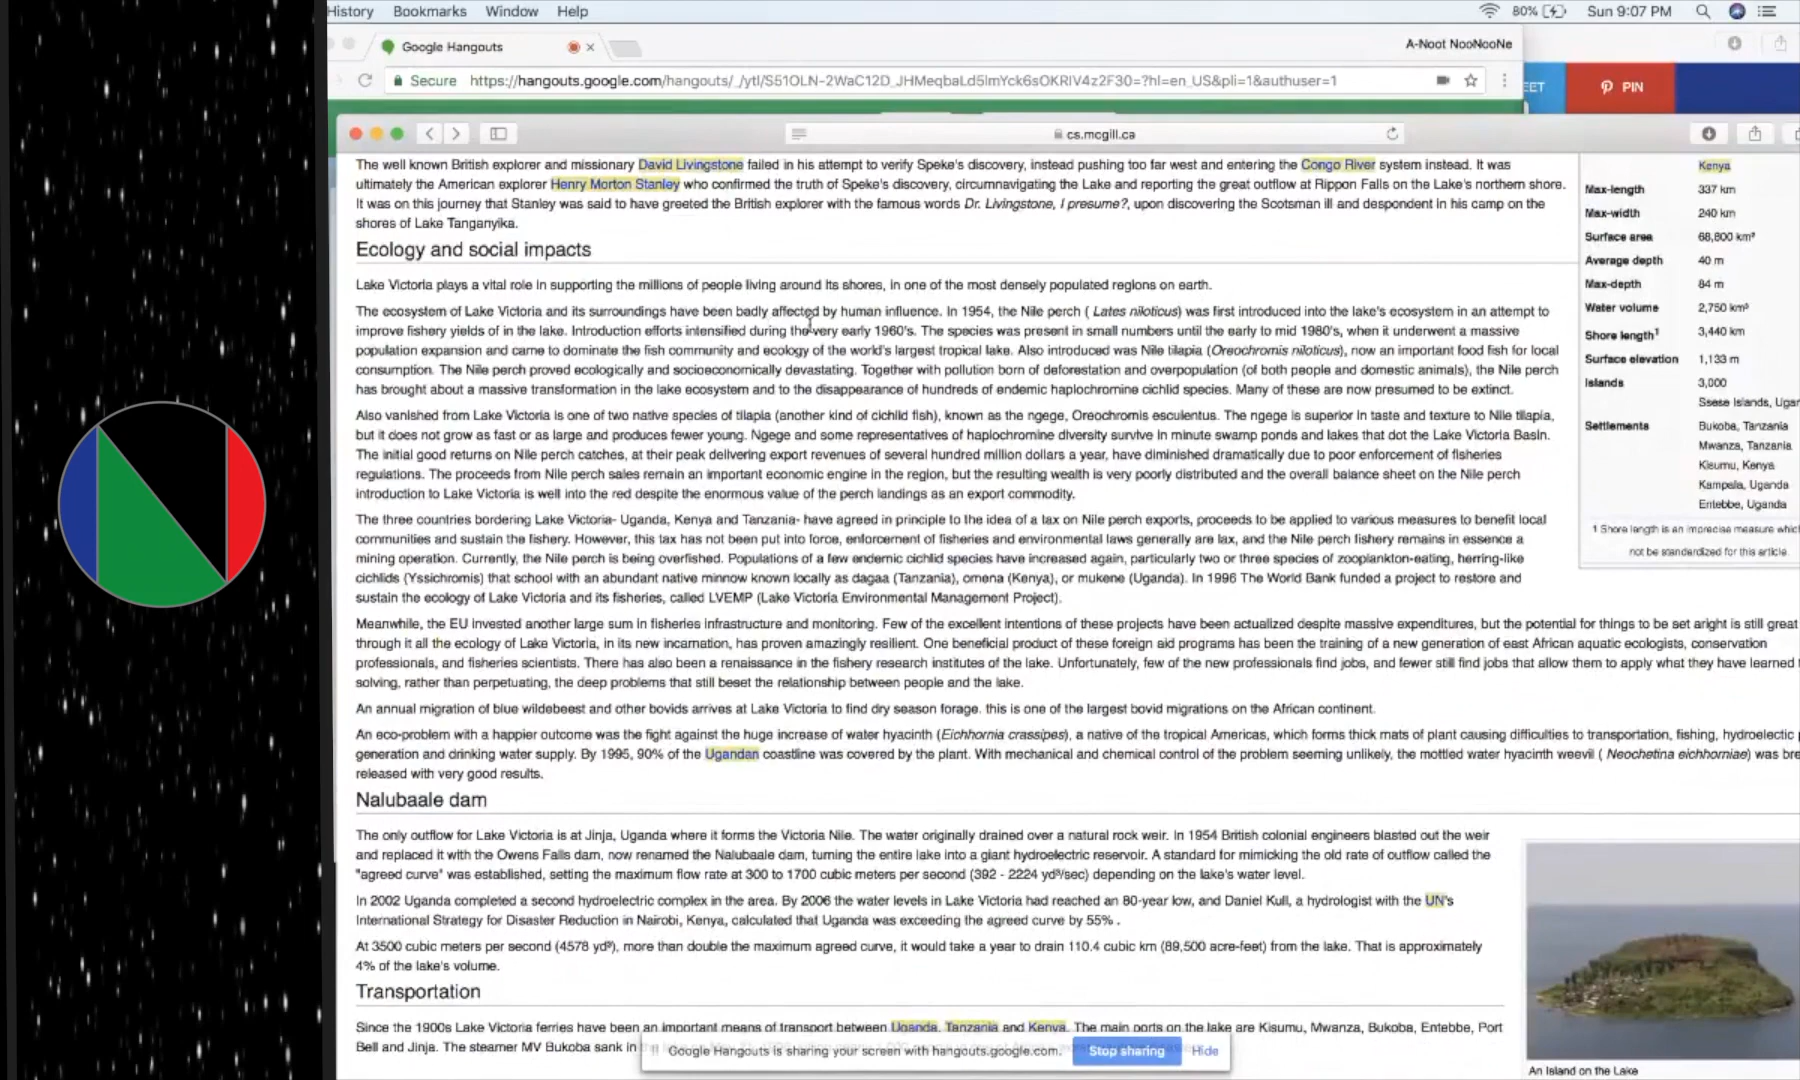 History Bookmarks Window Help 80% Sun 9:07 PM
Google Hangouts A-Noot NooNooNe
Secure https://hangouts.google.com/hangouts/_/ytl/ EET PIN
cs.mcgill.ca
The well known British explorer and missionary David Livingstone failed in his attempt to verify Speke's discovery, instead pushing too far west and entering the Congo River system instead. It was
ultimately the American explorer Henry Morton Stanley who confirmed the truth of Speke's discovery, circumnavigating the Lake and reporting the great outflow at Rippon Falls on the Lake's northern shore.
It was on this journey that Stanley was said to have greeted the British explorer with the famous words Dr. Livingstone, I presume?, upon discovering the Scotsman ill and despondent in his camp on the
shores of Lake Tanganyika.
Ecology and social impacts
Lake Victoria plays a vital role in supporting the millions of people living around its shores, in one of the most densely populated regions on earth.
The ecosystem of Lake Victoria and its surroundings have been badly affected by human influence. In 1954, the Nile perch ( Lates niloticus) was first introduced into the lake's ecosystem in an attempt to
improve fishery yields of in the lake. Introduction efforts intensified during the very early 1960's. The species was present in small numbers until the early to mid 1980's, when it underwent a massive
population expansion and came to dominate the fish community and ecology of the world's largest tropical lake. Also introduced was Nile tilapia (Oreochromis niloticus), now an important food fish for local
consumption. The Nile perch proved ecologically and socioeconomically devastating. Together with pollution born of deforestation and overpopulation (of both people and domestic animals), the Nile perch
has brought about a massive transformation in the lake ecosystem and to the disappearance of hundreds of endemic haplochromine cichlid species. Many of these are now presumed to be extinct.
Also vanished from Lake Victoria is one of two native species of tilapia (another kind of cichlid fish), known as the ngege, Oreochromis esculentus. The ngege is superior in taste and texture to Nile tilapia,
but it does not grow as fast or as large and produces fewer young. Ngege and some representatives of haplochromine diversity survive in minute swamp ponds and lakes that dot the Lake Victoria Basin.
The initial good returns on Nile perch catches, at their peak delivering export revenues of several hundred million dollars a year, have diminished dramatically due to poor enforcement of fisheries
regulations. The proceeds from Nile perch sales remain an important economic engine in the region, but the resulting wealth is very poorly distributed and the overall balance sheet on the Nile perch
introduction to Lake Victoria is well into the red despite the enormous value of the perch landings as an export commodity.
The three countries bordering Lake Victoria- Uganda, Kenya and Tanzania- have agreed in principle to the idea of a tax on Nile perch exports, proceeds to be applied to various measures to benefit local
communities and sustain the fishery. However, this tax has not been put into force, enforcement of fisheries and environmental laws generally are lax, and the Nile perch fishery remains in essence a
mining operation. Currently, the Nile perch is being overfished. Populations of a few endemic cichlid species have increased again, particularly two or three species of zooplankton-eating, herring-like
cichlids (Yssichromis) that school with an abundant native minnow known locally as dagaa (Tanzania), omena (Kenya), or mukene (Uganda). In 1996 The World Bank funded a project to restore and
sustain the ecology of Lake Victoria and its fisheries, called LVEMP (Lake Victoria Environmental Management Project).
Meanwhile, the EU invested another large sum in fisheries infrastructure and monitoring. Few of the excellent intentions of these projects have been actualized despite massive expenditures, but the potential for things to be set aright is still great
through it all the ecology of Lake Victoria, in its new incarnation, has proven amazingly resilient. One beneficial product of these foreign aid programs has been the training of a new generation of east African aquatic ecologists, conservation
professionals, and fisheries scientists. There has also been a renaissance in the fishery research institutes of the lake. Unfortunately, few of the new professionals find jobs, and fewer still find jobs that allow them to apply what they have learned
solving, rather than perpetuating, the deep problems that still beset the relationship between people and the lake.
An annual migration of blue wildebeest and other bovids arrives at Lake Victoria to find dry season forage. this is one of the largest bovid migrations on the African continent.
An eco-problem with a happier outcome was the fight against the huge increase of water hyacinth (Eichhornia crassipes), a native of the tropical Americas, which forms thick mats of plant causing difficulties to transportation, fishing, hydroelectic
generation and drinking water supply. By 1995, 90% of the Ugandan coastline was covered by the plant. With mechanical and chemical control of the problem seeming unlikely, the mottled water hyacinth weevil ( Neochetina eichhorniae) was bre
released with very good results.
Nalubaale dam
The only outflow for Lake Victoria is at Jinja, Uganda where it forms the Victoria Nile. The water originally drained over a natural rock weir. In 1954 British colonial engineers blasted out the weir
and replaced it with the Owens Falls dam, now renamed the Nalubaale dam, turning the entire lake into a giant hydroelectric reservoir. A standard for mimicking the old rate of outflow called the
"agreed curve" was established, setting the maximum flow rate at 300 to 1700 cubic meters per second (392 - 2224 yd³/sec) depending on the lake's water level.
In 2002 Uganda completed a second hydroelectric complex in the area. By 2006 the water levels in Lake Victoria had reached an 80-year low, and Daniel Kull, a hydrologist with the UN's
International Strategy for Disaster Reduction in Nairobi, Kenya, calculated that Uganda was exceeding the agreed curve by 55% .
At 3500 cubic meters per second (4578 yd³), more than double the maximum agreed curve, it would take a year to drain 110.4 cubic km (89,500 acre-feet) from the lake. That is approximately
4% of the lake's volume.
Transportation
Since the 1900s Lake Victoria ferries have been an important means of transport between Uganda, Tanzania and Kenya. The main ports on the lake are Kisumu, Mwanza, Bukoba, Entebbe, Port
Bell and Jinja. The steamer MV Bukoba sank in
Google Hangouts is sharing your screen with hangouts.google.com. Stop sharing Hide
Kenya
Max-length 337 km
Max-width 240 km
Surface area 68,800 km²
Average depth 40 m
Max-depth 84 m
Water volume 2,750 km³
Shore length¹ 3,440 km
Surface elevation 1,133 m
Islands 3,000
Ssese Islands, Ugan
Settlements Bukoba, Tanzania
Mwanza, Tanzania
Kisumu, Kenya
Kampala, Uganda
Entebbe, Uganda
¹ Shore length is an imprecise measure whic
not be standardized for this article.
An Island on the Lake